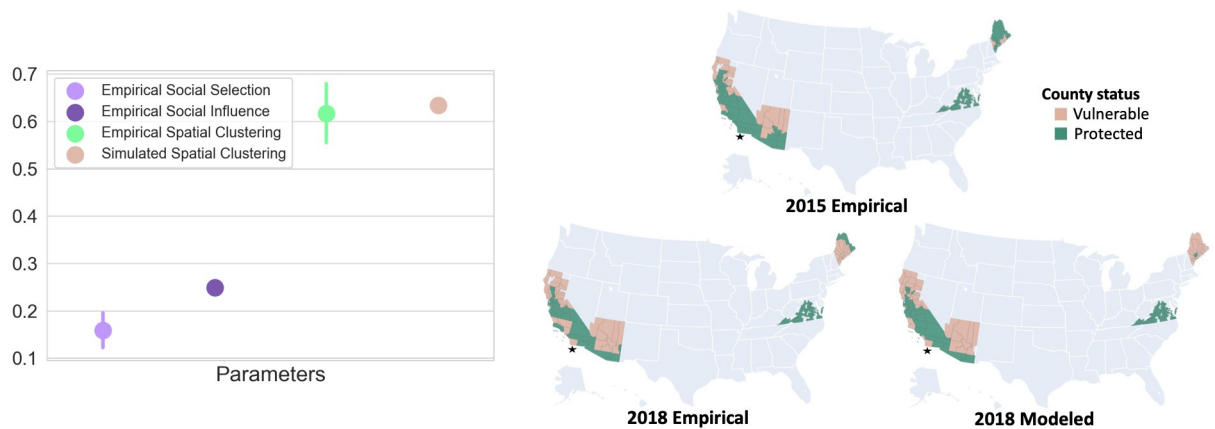 0.7
0.6
0.5
0.4
0.3
0.2
0.1
Empirical Social Selection
Empirical Social Influence
Empirical Spatial Clustering
Simulated Spatial Clustering
Parameters
County status
Vulnerable
Protected
2015 Empirical
2018 Empirical
2018 Modeled